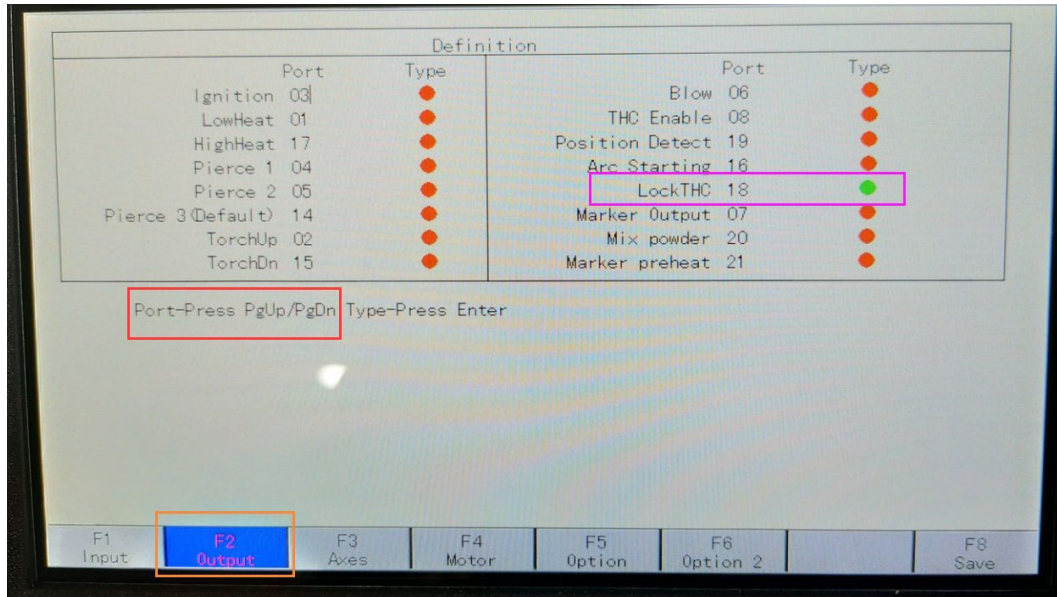 Definition
Port Type Port Type
Ignition 03 Blow 06
LowHeat 01 THC Enable 08
HighHeat 17 Position Detect 19
Pierce 1 04 Arc Starting 16
Pierce 2 05 LockTHC 18
Pierce 3(Default) 14 Marker Output 07
TorchUp 02 Mix powder 20
TorchDn 15 Marker preheat 21
Port-Press PgUp/PgDn Type-Press Enter
F1 F2 F3 F4 F5 F6 F8
Input Output Axes Motor Option Option 2 Save